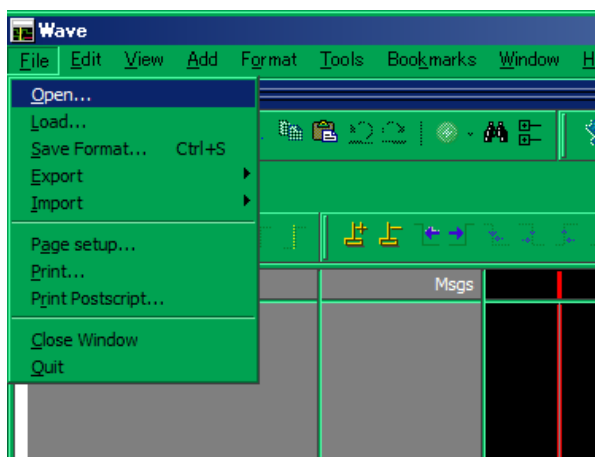 Wave
File Edit View Add Format Tools Bookmarks Window H
Open...
Load...
Save Format... Ctrl+S
Export
Import
Page setup...
Print...
Print Postscript...
Close Window
Quit
Msgs